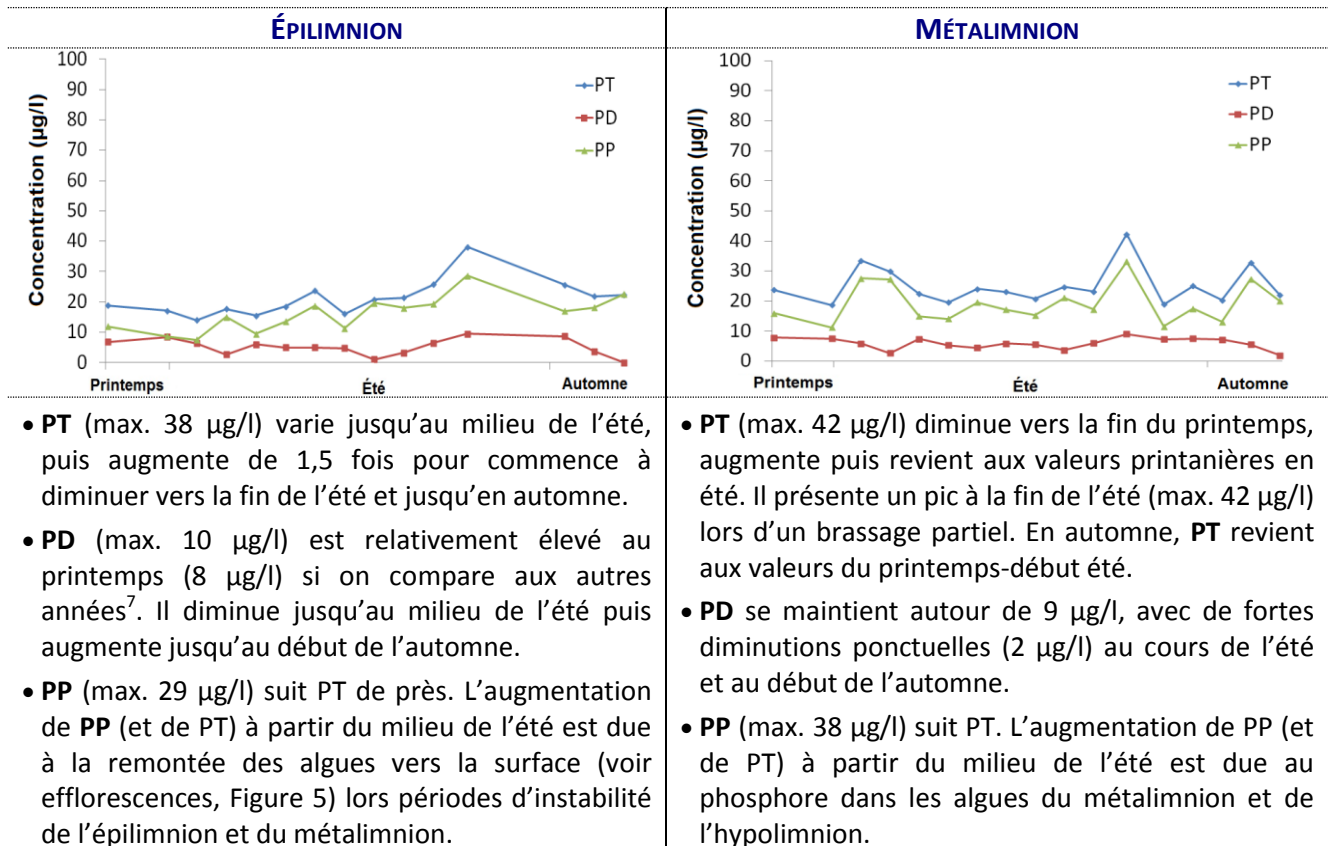 ÉPILIMNION
100
90
80
70
60
50
40
30
20
10
0
Concentration (µg/l)
PT
PD
PP
Printemps
Été
Automne
• PT (max. 38 µg/l) varie jusqu’au milieu de l’été,
puis augmente de 1,5 fois pour commence à
diminuer vers la fin de l’été et jusqu’en automne.
• PD (max. 10 µg/l) est relativement élevé au
printemps (8 µg/l) si on compare aux autres
années7. Il diminue jusqu’au milieu de l’été puis
augmente jusqu’au début de l’automne.
• PP (max. 29 µg/l) suit PT de près. L’augmentation
de PP (et de PT) à partir du milieu de l’été est due
à la remontée des algues vers la surface (voir
efflorescences, Figure 5) lors périodes d’instabilité
de l’épilimnion et du métalimnion.
MÉTALIMNION
100
90
80
70
60
50
40
30
20
10
0
Concentration (µg/l)
PT
PD
PP
Printemps
Été
Automne
• PT (max. 42 µg/l) diminue vers la fin du printemps,
augmente puis revient aux valeurs printanières en
été. Il présente un pic à la fin de l’été (max. 42 µg/l)
lors d’un brassage partiel. En automne, PT revient
aux valeurs du printemps-début été.
• PD se maintient autour de 9 µg/l, avec de fortes
diminutions ponctuelles (2 µg/l) au cours de l’été
et au début de l’automne.
• PP (max. 38 µg/l) suit PT. L’augmentation de PP (et
de PT) à partir du milieu de l’été est due au
phosphore dans les algues du métalimnion et de
l’hypolimnion.